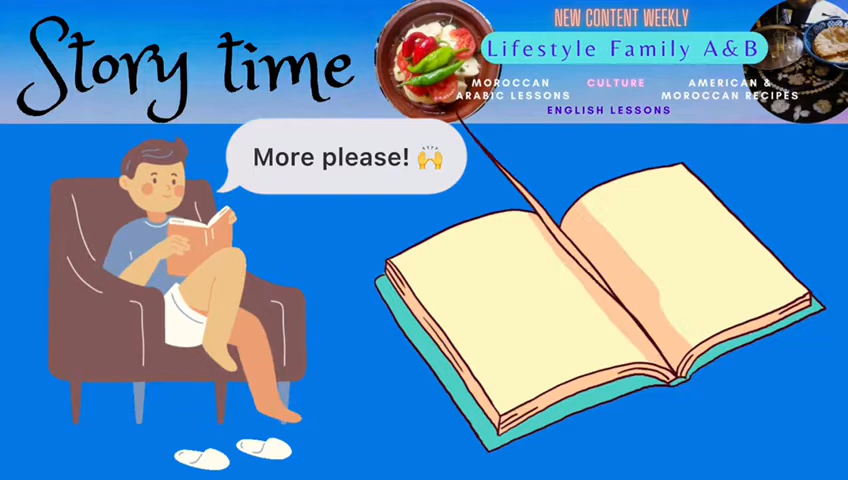 Story time
NEW CONTENT WEEKLY
Lifestyle Family A&B
MOROCCAN
ARABIC LESSONS
CULTURE
AMERICAN &
MOROCCAN RECIPES
ENGLISH LESSONS
More please! 🙌